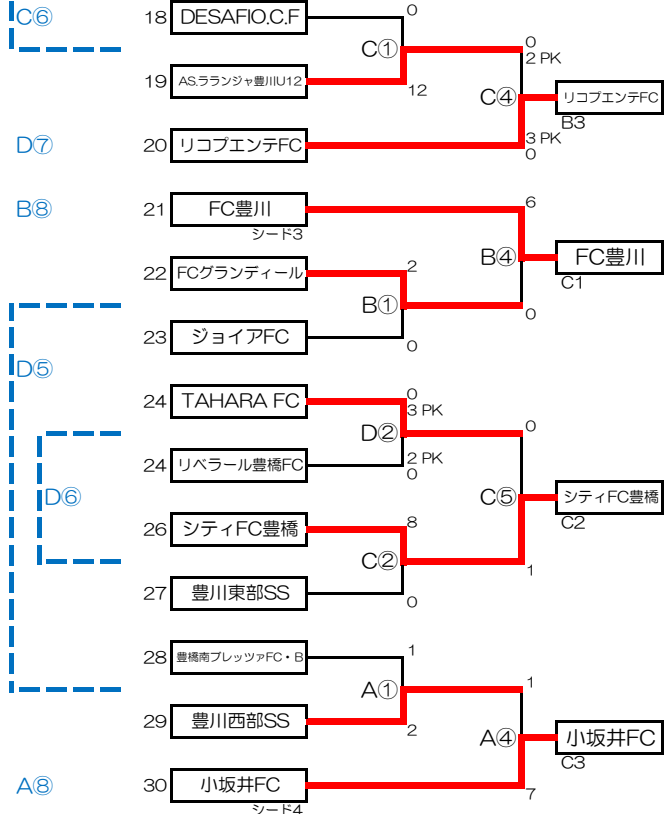 C⑥
18 DESAFIO.C.F
0
C①
0
2 PK
19 AS.ラランジャ豊川U12
12
C④
リコプエンテFC
B3
D⑦
20 リコプエンテFC
3 PK
0
B⑧
21 FC豊川
6
シード3
22 FCグランディール
2
B④
FC豊川
C1
B①
0
23 ジョイアFC
0
D⑤
24 TAHARA FC
0
3 PK
D②
0
24 リベラール豊橋FC
2 PK
0
D⑥
C⑤
シティFC豊橋
C2
26 シティFC豊橋
8
C②
1
27 豊川東部SS
0
28 豊橋南プレッツァFC・B
1
A①
1
29 豊川西部SS
2
A④
小坂井FC
C3
A⑧
30 小坂井FC
7
シード4